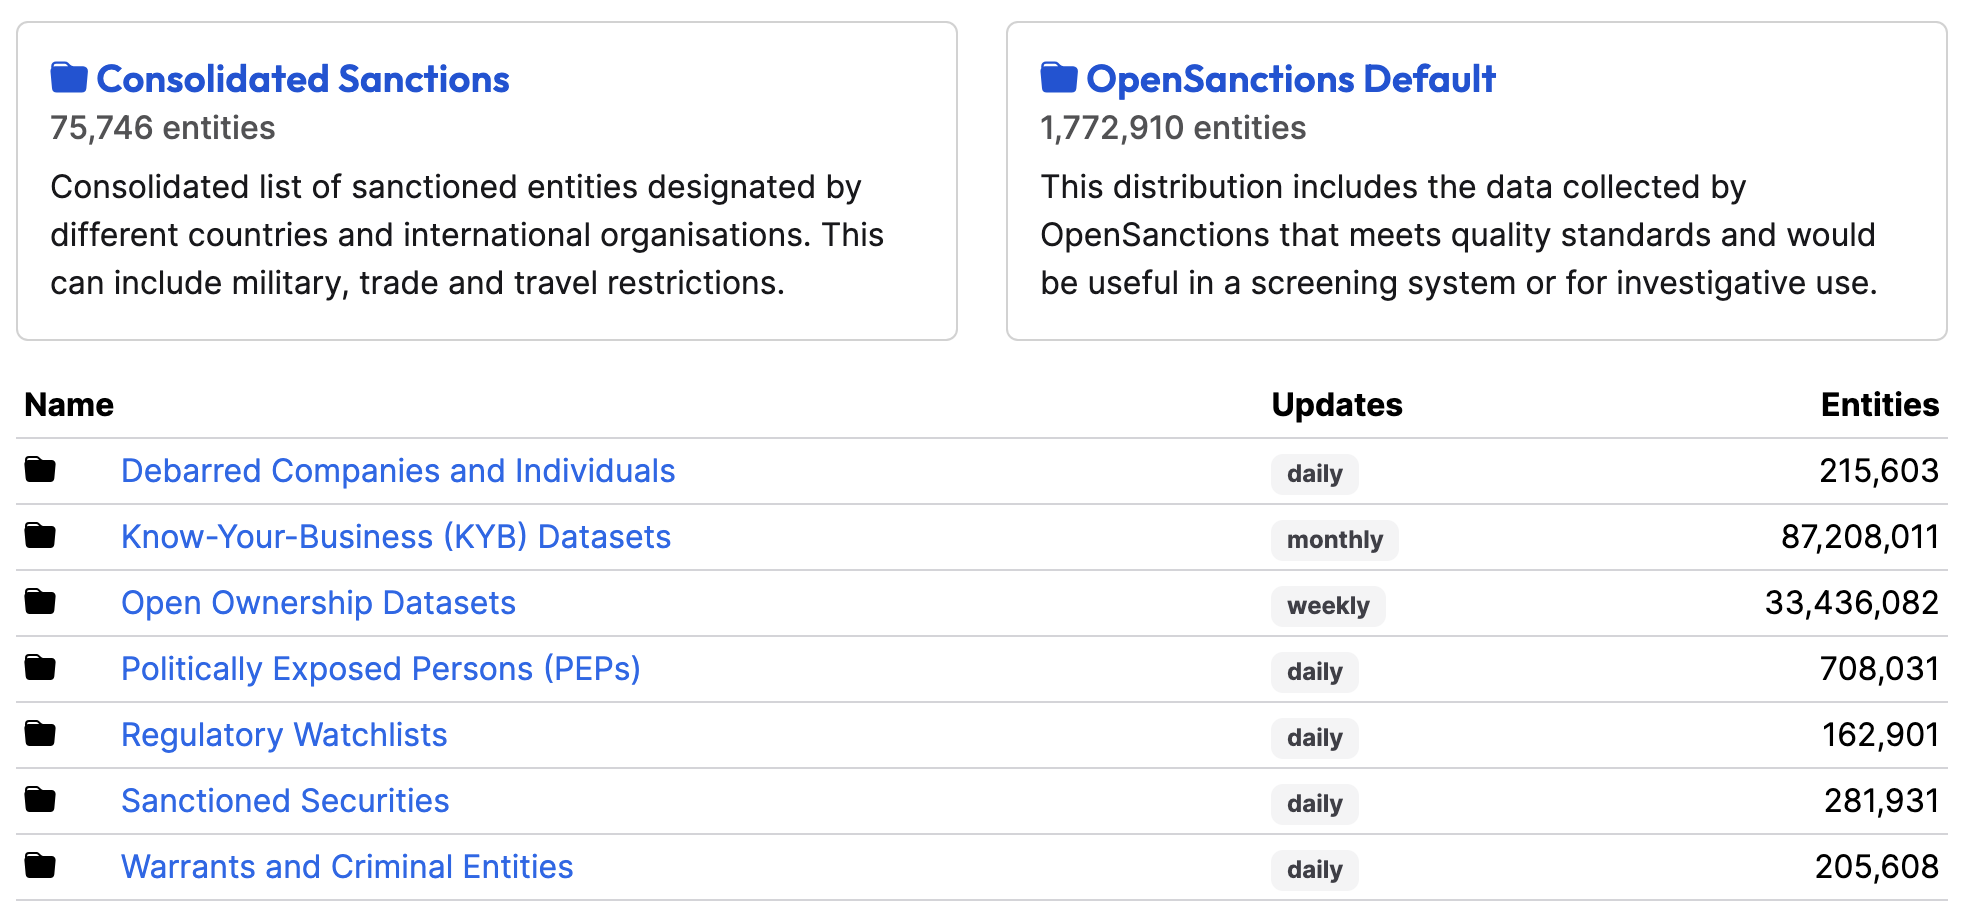 Consolidated Sanctions
75,746 entities
Consolidated list of sanctioned entities designated by
different countries and international organisations. This
can include military, trade and travel restrictions.
OpenSanctions Default
1,772,910 entities
This distribution includes the data collected by
OpenSanctions that meets quality standards and would
be useful in a screening system or for investigative use.
Name Updates Entities
Debarred Companies and Individuals daily 215,603
Know-Your-Business (KYB) Datasets monthly 87,208,011
Open Ownership Datasets weekly 33,436,082
Politically Exposed Persons (PEPs) daily 708,031
Regulatory Watchlists daily 162,901
Sanctioned Securities daily 281,931
Warrants and Criminal Entities daily 205,608